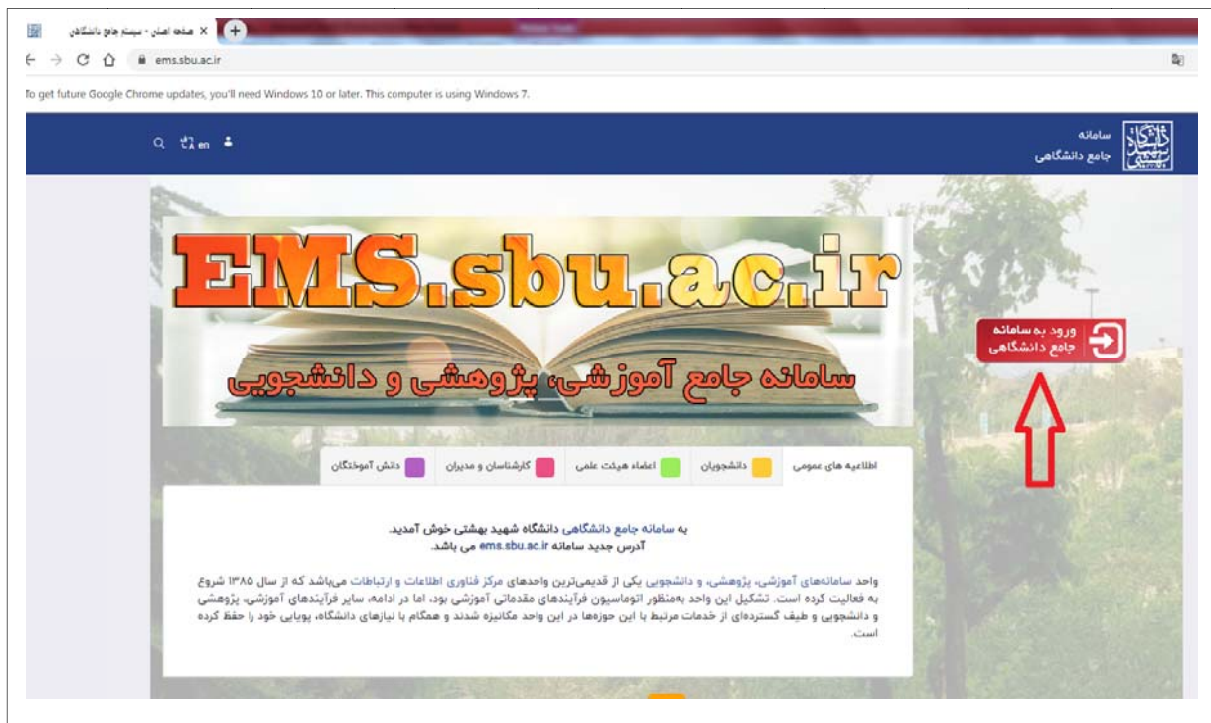 صفحه اصلی - سیستم جامع دانشگاهی
ems.sbu.ac.ir
To get future Google Chrome updates, you'll need Windows 10 or later. This computer is using Windows 7.
سامانه
جامع دانشگاهی
دانشگاه
شهید
بهشتی
en
EMS.sbu.ac.ir
سامانه جامع آموزشی، پژوهشی و دانشجویی
ورود به سامانه
جامع دانشگاهی
اطلاعیه های عمومی
دانشجویان
اعضاء هیئت علمی
کارشناسان و مدیران
دانش آموختگان
به سامانه جامع دانشگاهی دانشگاه شهید بهشتی خوش آمدید.
آدرس جدید سامانه ems.sbu.ac.ir می باشد.
واحد سامانه‌های آموزشی، پژوهشی، و دانشجویی یکی از قدیمی‌ترین واحدهای مرکز فناوری اطلاعات و ارتباطات می‌باشد که از سال ۱۳۸۵ شروع
به فعالیت کرده است. تشکیل این واحد به‌منظور اتوماسیون فرآیندهای مقدماتی آموزشی بود، اما در ادامه، سایر فرآیندهای آموزشی، پژوهشی
و دانشجویی و طیف گسترده‌ای از خدمات مرتبط با این حوزه‌ها در این واحد مکانیزه شدند و همگام با نیازهای دانشگاه، پویایی خود را حفظ کرده
است.